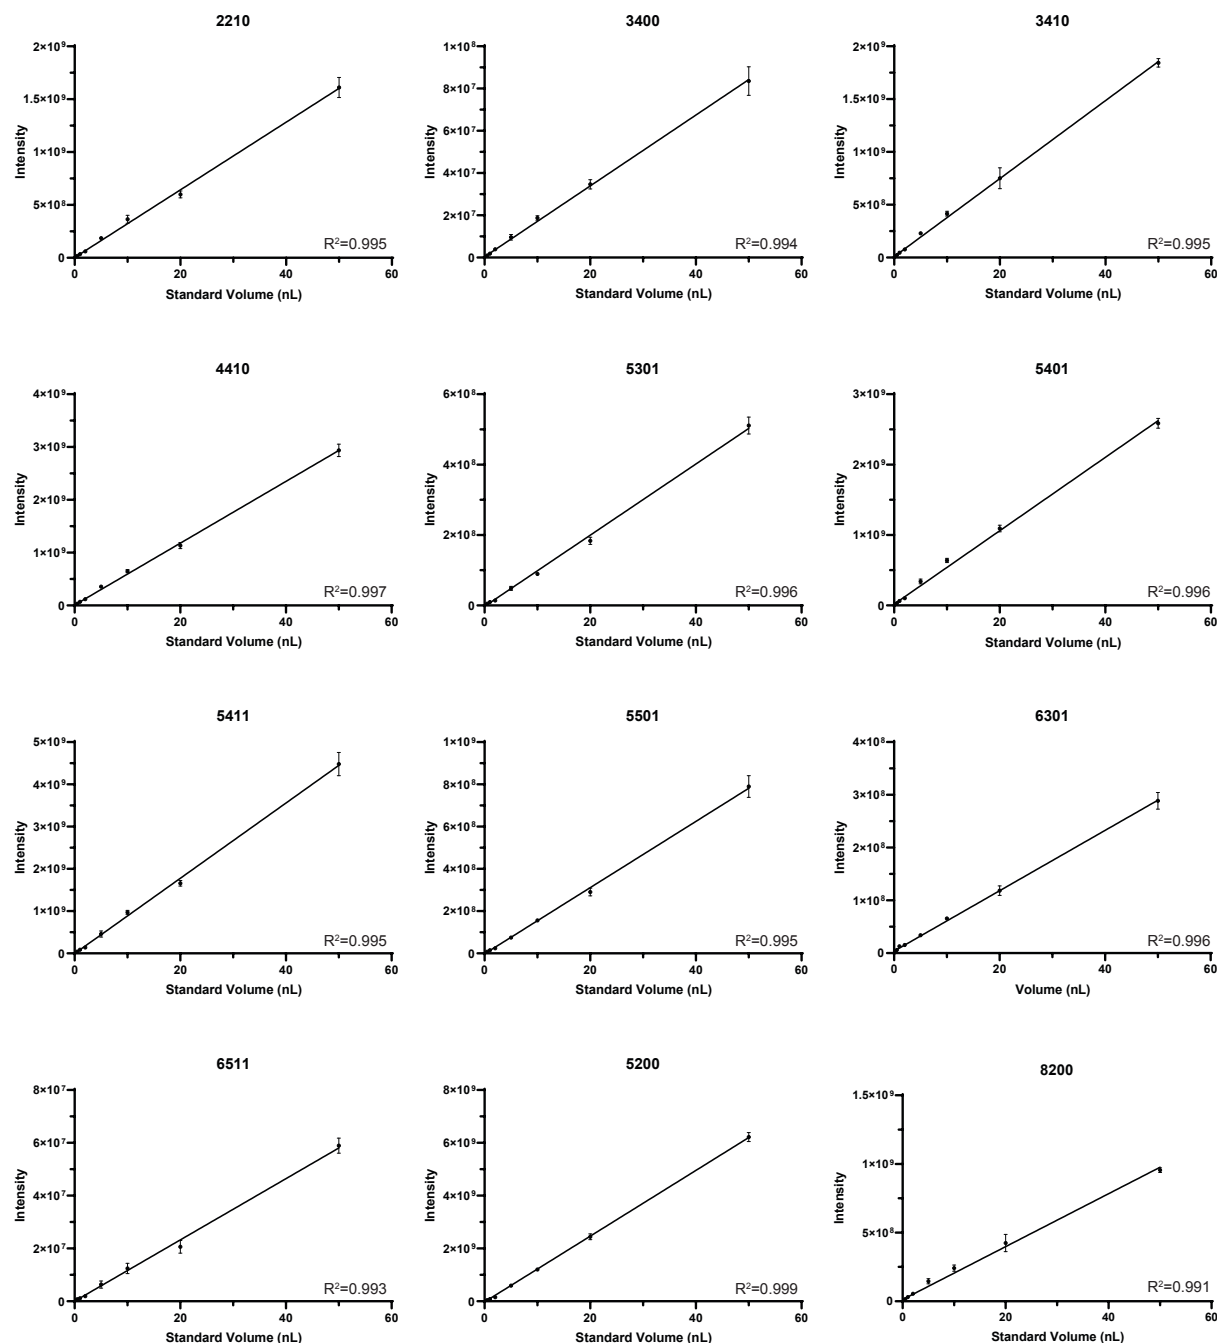 2210 3400 3410
2×10⁹ 1×10⁸ 2×10⁹
1.5×10⁹ 8×10⁷ 1.5×10⁹
Intensity Intensity Intensity
1×10⁹ 6×10⁷ 1×10⁹
4×10⁷
5×10⁸ 2×10⁷ 5×10⁸
R²=0.995 R²=0.994 R²=0.995
0 0 0
0 20 40 60 0 20 40 60 0 20 40 60
Standard Volume (nL) Standard Volume (nL) Standard Volume (nL)
4410 5301 5401
4×10⁹ 6×10⁸ 3×10⁹
3×10⁹ 4×10⁸ 2×10⁹
Intensity Intensity Intensity
2×10⁹ 2×10⁸ 1×10⁹
1×10⁹
R²=0.997 R²=0.996 R²=0.996
0 0 0
0 20 40 60 0 20 40 60 0 20 40 60
Standard Volume (nL) Standard Volume (nL) Standard Volume (nL)
5411 5501 6301
5×10⁹ 1×10⁹ 4×10⁸
4×10⁹ 8×10⁸ 3×10⁸
Intensity Intensity Intensity
3×10⁹ 6×10⁸ 2×10⁸
2×10⁹ 4×10⁸
1×10⁹ 2×10⁸ 1×10⁸
R²=0.995 R²=0.995 R²=0.996
0 0 0
0 20 40 60 0 20 40 60 0 20 40 60
Standard Volume (nL) Standard Volume (nL) Volume (nL)
6511 5200 8200
8×10⁷ 8×10⁹ 1.5×10⁹
6×10⁷ 6×10⁹ 1×10⁹
Intensity Intensity Intensity
4×10⁷ 4×10⁹
2×10⁷ 2×10⁹ 5×10⁸
R²=0.993 R²=0.999 R²=0.991
0 0 0
0 20 40 60 0 20 40 60 0 20 40 60
Standard Volume (nL) Standard Volume (nL) Standard Volume (nL)